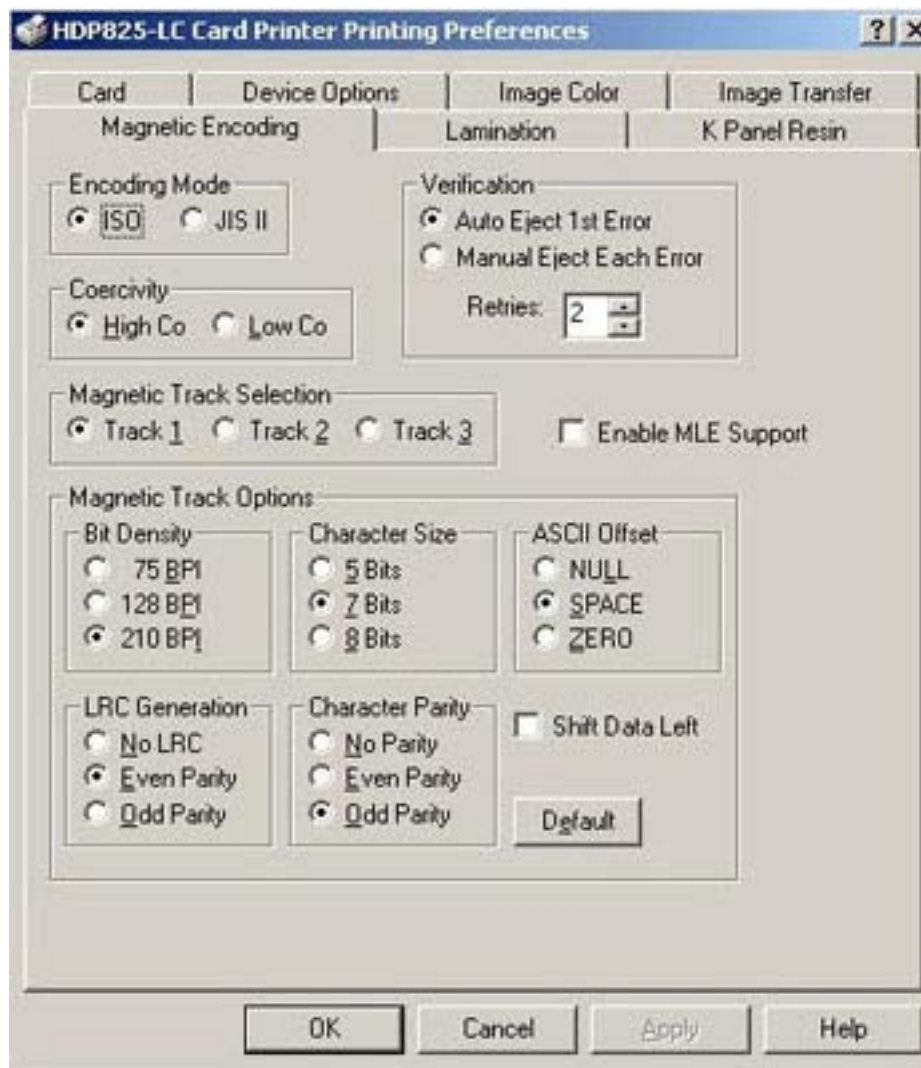 HDP825-LC Card Printer Printing Preferences
Card Device Options Image Color Image Transfer
Magnetic Encoding Lamination K Panel Resin
Encoding Mode
ISO JIS II
Verification
Auto Eject 1st Error
Manual Eject Each Error
Retries: 2
Coercivity
High Co Low Co
Magnetic Track Selection
Track 1 Track 2 Track 3
Enable MLE Support
Magnetic Track Options
Bit Density
75 BPI
128 BPI
210 BPI
Character Size
5 Bits
7 Bits
8 Bits
ASCII Offset
NULL
SPACE
ZERO
LRC Generation
No LRC
Even Parity
Odd Parity
Character Parity
No Parity
Even Parity
Odd Parity
Shift Data Left
Default
OK Cancel Apply Help